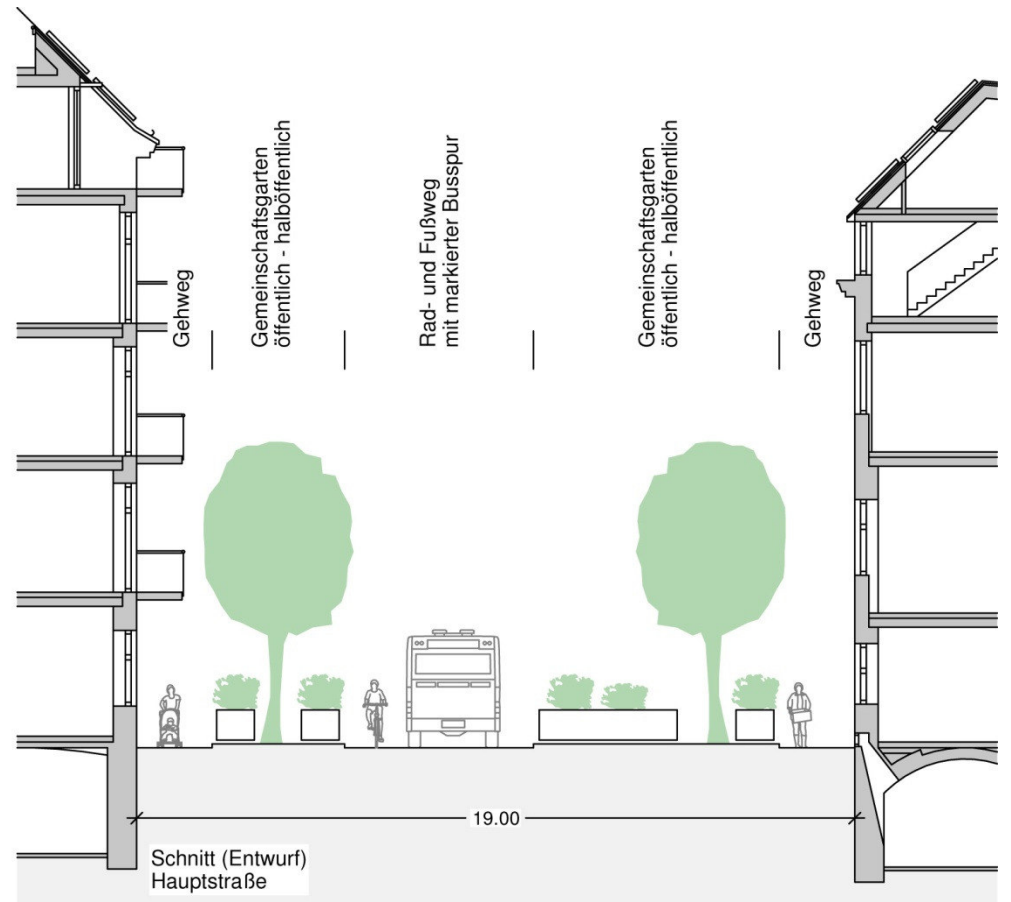 Gehweg
Gemeinschaftsgarten
öffentlich - halböffentlich
Rad- und Fußweg
mit markierter Busspur
Gemeinschaftsgarten
öffentlich - halböffentlich
Gehweg
19.00
Schnitt (Entwurf)
Hauptstraße